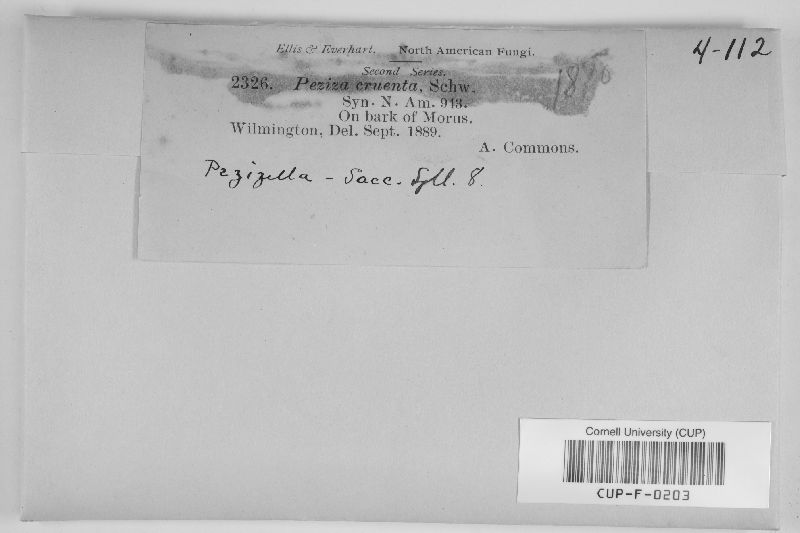 4-112
Ellis & Everhart. North American Fungi.
Second Series.
2326. Peziza cruenta, Schw.
Syn. N. Am. 943.
On bark of Morus.
Wilmington, Del. Sept. 1889.
A. Commons.
Pezizella - Sacc. Syll. 8.
Cornell University (CUP)
CUP-F-0203